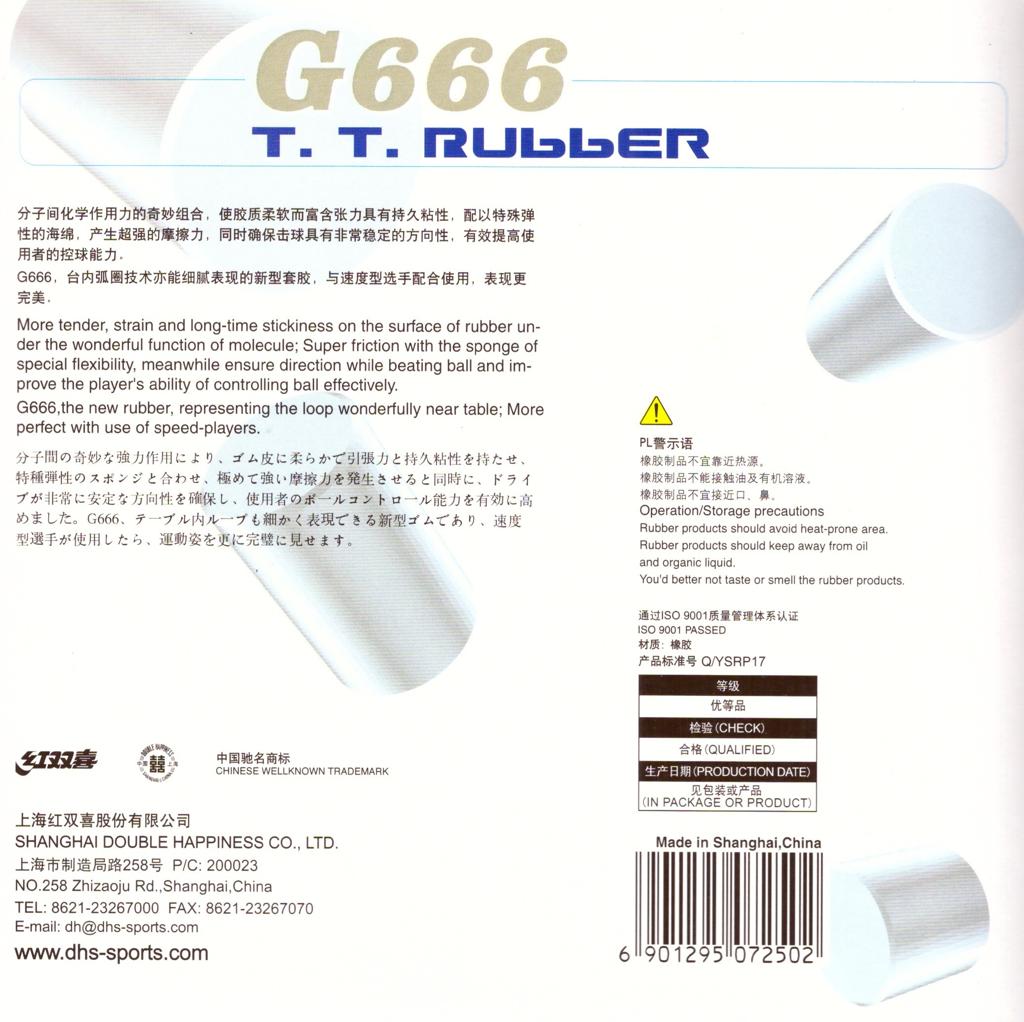 G666
T. T. RUbbER
分子间化学作用力的奇妙组合，使胶质柔软而富含张力具有持久粘性，配以特殊弹
性的海绵，产生超强的摩擦力，同时确保击球具有非常稳定的方向性，有效提高使
用者的控球能力。
G666，台内弧圈技术亦能细腻表现的新型套胶，与速度型选手配合使用，表现更
完美。
More tender, strain and long-time stickiness on the surface of rubber un-
der the wonderful function of molecule; Super friction with the sponge of
special flexibility, meanwhile ensure direction while beating ball and im-
prove the player's ability of controlling ball effectively.
G666,the new rubber, representing the loop wonderfully near table; More
perfect with use of speed-players.
分子間の奇妙な強力作用により、ゴム皮に柔らかで引張力と持久粘性を持たせ、
特種弾性のスポンジと合わせ、極めて強い摩擦力を発生させると同時に、ドライ
ブが非常に安定な方向性を確保し、使用者のボールコントロール能力を有効に高
めました。G666、テーブル内ループも細かく表現できる新型ゴムであり、速度
型選手が使用したら、運動姿を更に完璧に見せます。
PL警示语
橡胶制品不宜靠近热源。
橡胶制品不能接触油及有机溶液。
橡胶制品不宜接近口、鼻。
Operation/Storage precautions
Rubber products should avoid heat-prone area.
Rubber products should keep away from oil
and organic liquid.
You'd better not taste or smell the rubber products.
通过ISO 9001质量管理体系认证
ISO 9001 PASSED
材质：橡胶
产品标准号 Q/YSRP17
等级
优等品
检验(CHECK)
合格(QUALIFIED)
生产日期(PRODUCTION DATE)
见包装或产品
(IN PACKAGE OR PRODUCT)
红双喜
DOUBLE HAPPINESS
SHANGHAI CHINA
中国驰名商标
CHINESE WELLKNOWN TRADEMARK
上海红双喜股份有限公司
SHANGHAI DOUBLE HAPPINESS CO., LTD.
上海市制造局路258号 P/C: 200023
NO.258 Zhizaoju Rd.,Shanghai,China
TEL: 8621-23267000 FAX: 8621-23267070
E-mail: dh@dhs-sports.com
www.dhs-sports.com
Made in Shanghai,China
6 901295 072502